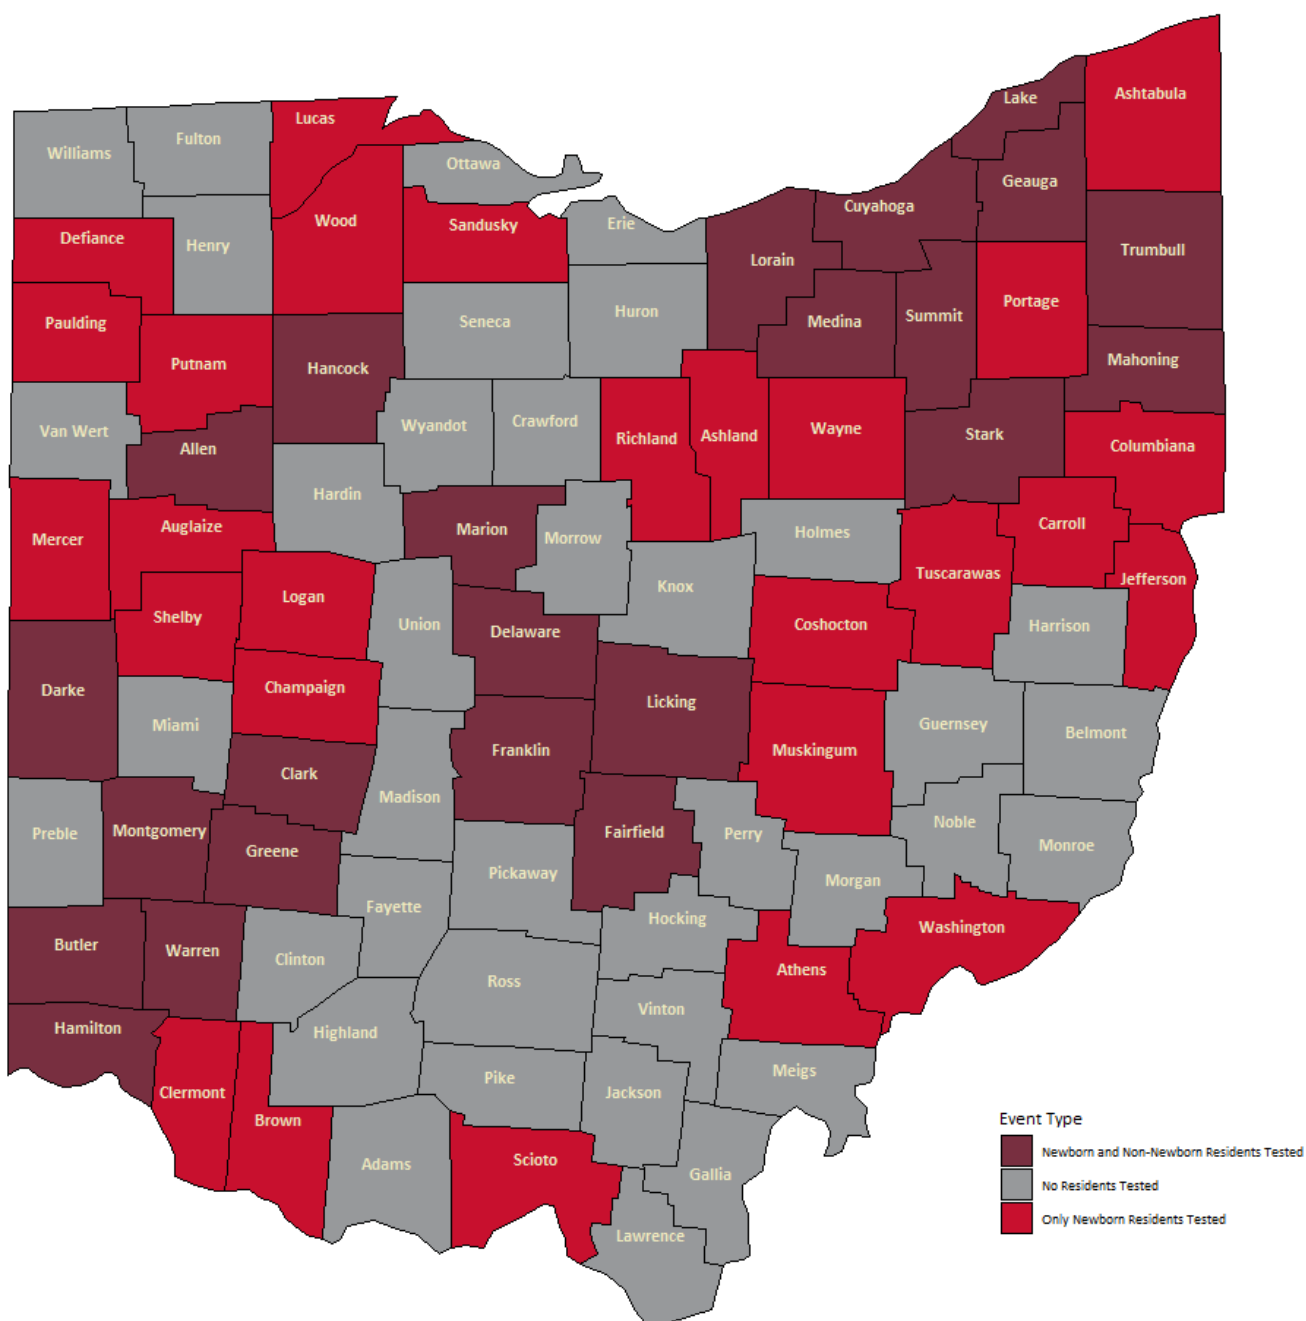 Lake
Ashtabula
Lucas
Fulton
Williams
Ottawa
Geauga
Cuyahoga
Wood
Sandusky
Erie
Defiance
Henry
Trumbull
Lorain
Portage
Huron
Summit
Medina
Seneca
Paulding
Putnam
Hancock
Mahoning
Van Wert
Wyandot
Crawford
Richland
Ashland
Wayne
Stark
Columbiana
Allen
Hardin
Mercer
Auglaize
Marion
Morrow
Holmes
Carroll
Tuscarawas
Jefferson
Knox
Logan
Shelby
Union
Delaware
Coshocton
Harrison
Darke
Champaign
Licking
Miami
Guernsey
Belmont
Franklin
Muskingum
Clark
Madison
Preble
Montgomery
Greene
Fairfield
Perry
Noble
Monroe
Pickaway
Morgan
Fayette
Hocking
Washington
Butler
Warren
Clinton
Athens
Ross
Vinton
Hamilton
Highland
Clermont
Pike
Jackson
Meigs
Brown
Adams
Scioto
Gallia
Lawrence
Event Type
Newborn and Non-Newborn Residents Tested
No Residents Tested
Only Newborn Residents Tested